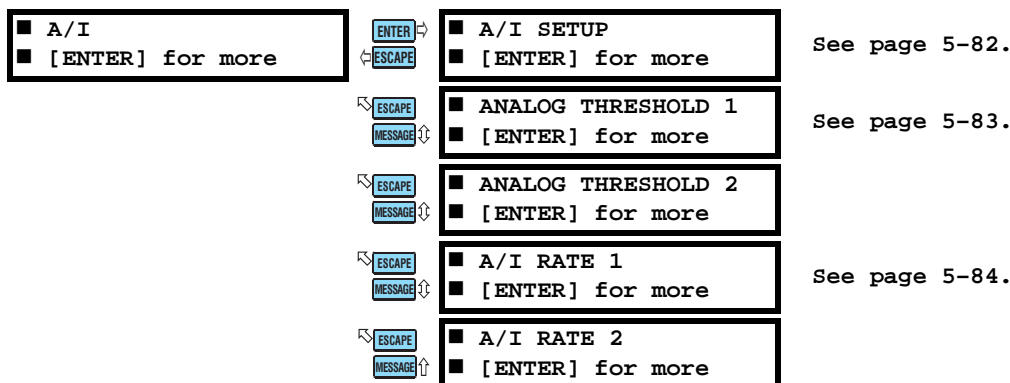 ■ A/I
■ [ENTER] for more
ENTER
ESCAPE
■ A/I SETUP
■ [ENTER] for more
See page 5–82.
ESCAPE
MESSAGE
■ ANALOG THRESHOLD 1
■ [ENTER] for more
See page 5–83.
ESCAPE
MESSAGE
■ ANALOG THRESHOLD 2
■ [ENTER] for more
ESCAPE
MESSAGE
■ A/I RATE 1
■ [ENTER] for more
See page 5–84.
ESCAPE
MESSAGE
■ A/I RATE 2
■ [ENTER] for more